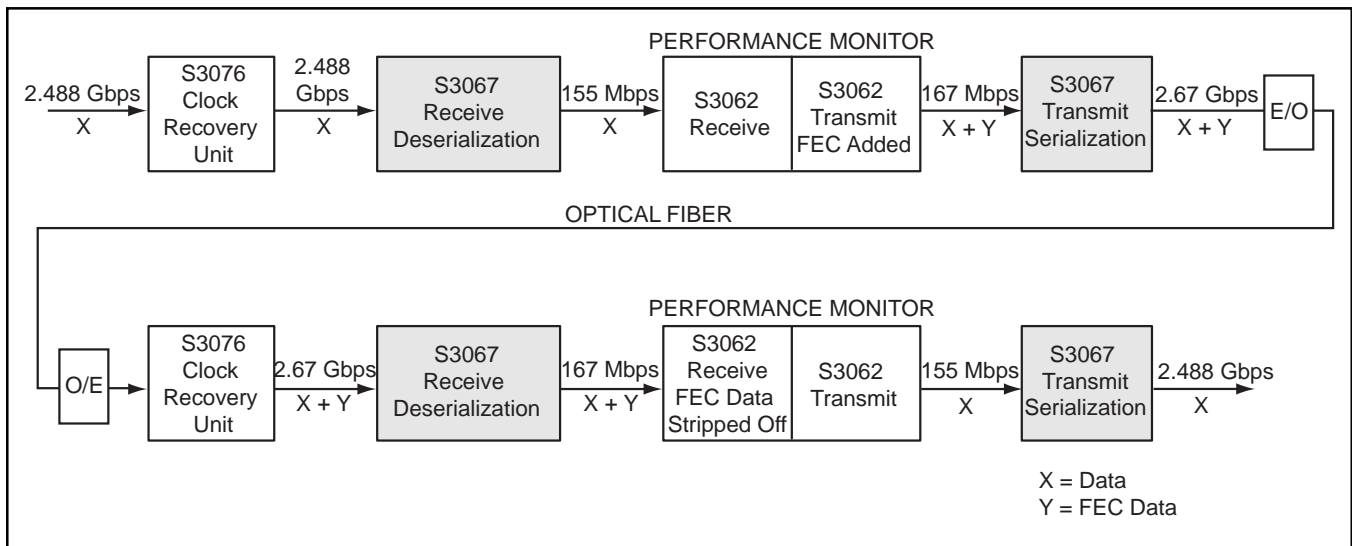 PERFORMANCE MONITOR
2.488 Gbps
X
S3076
Clock
Recovery
Unit
2.488
Gbps
X
S3067
Receive
Deserialization
155 Mbps
X
S3062
Receive
S3062
Transmit
FEC Added
167 Mbps
X + Y
S3067
Transmit
Serialization
2.67 Gbps
X + Y
E/O
OPTICAL FIBER
PERFORMANCE MONITOR
O/E
S3076
Clock
Recovery
Unit
2.67 Gbps
X + Y
S3067
Receive
Deserialization
167 Mbps
X + Y
S3062
Receive
FEC Data
Stripped Off
S3062
Transmit
155 Mbps
X
S3067
Transmit
Serialization
2.488 Gbps
X
X = Data
Y = FEC Data